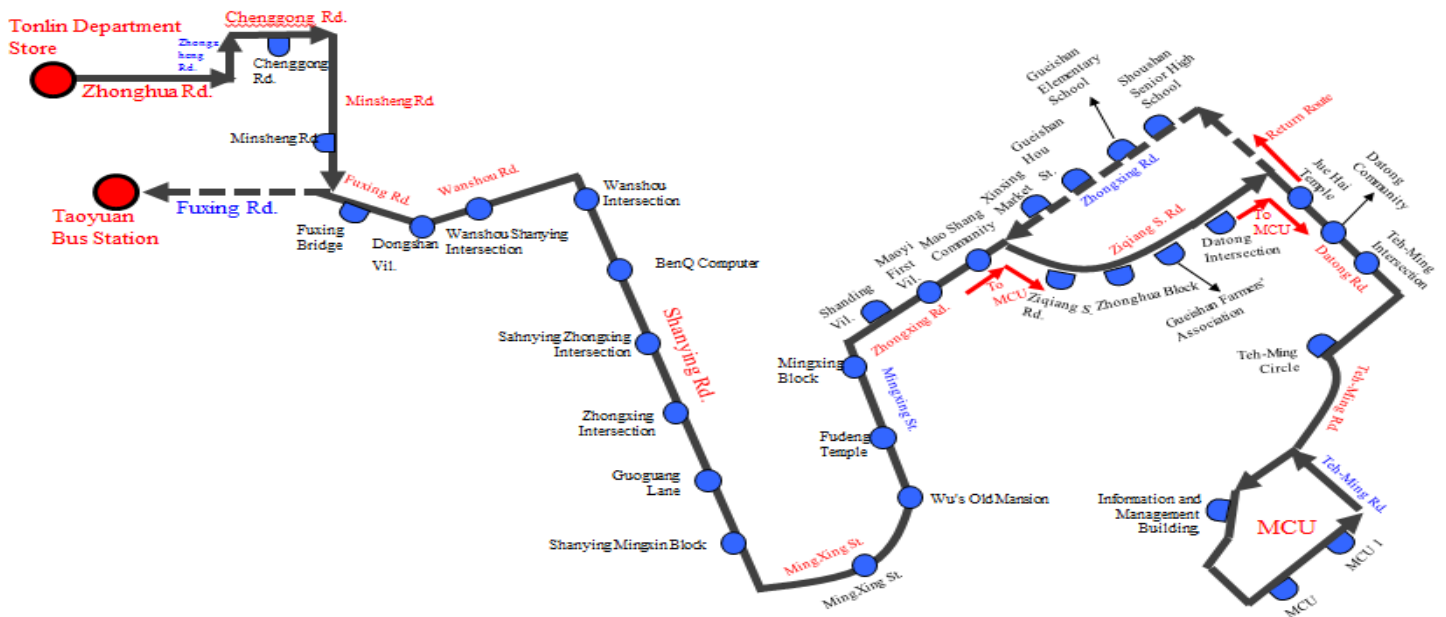 Tonlin Department
Store
Zhonghua Rd.
Zhongx
hong Rd.
Chenggong Rd.
Chenggong
Rd.
Minsheng Rd.
Minsheng Rd.
Taoyuan
Bus Station
Fuxing Rd.
Fuxing Rd.
Fuxing
Bridge
Dongshan
Vil.
Wanshou Rd.
Wanshou Shanying
Intersection
Wanshou
Intersection
BenQ Computer
Sahnying Zhongxing
Intersection
Shanying Rd.
Zhongxing
Intersection
Guoguang
Lane
Shanying Mingxin Block
MingXing St.
MingXing St.
Wu's Old Mansion
Fudeng
Temple
Mingxing St.
Mingxing
Block
Shanding
Vil.
Maoyi
First
Vil.
Mao Shang
Community
Zhongxing Rd.
To
MCU
Xinxing
Market
Gueishan
Hou
St.
Gueishan
Elementary
School
Shoushan
Senior High
School
Zhongxing Rd.
Ziqiang S. Rd.
Ziqiang S.
Rd.
Zhonghua Block
Gueishan Farmers'
Association
Datong
Intersection
To
MCU
Return Route
Jue Hai
Temple
Datong
Community
Teh-Ming
Intersection
Datong Rd.
Teh-Ming
Circle
Teh-Ming Rd.
Teh-Ming Rd.
Information and
Management
Building,
MCU
MCU 1
MCU